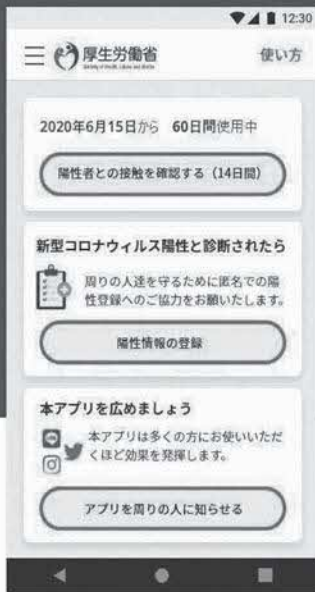 12:30
厚生労働省
使い方
2020年6月15日から 60日間使用中
陽性者との接触を確認する（14日間）
新型コロナウィルス陽性と診断されたら
周りの人達を守るために匿名での陽
性登録へのご協力をお願いたします。
陽性情報の登録
本アプリを広めましょう
本アプリは多くの方にお使いいただ
くほど効果を発揮します。
アプリを周りの人に知らせる